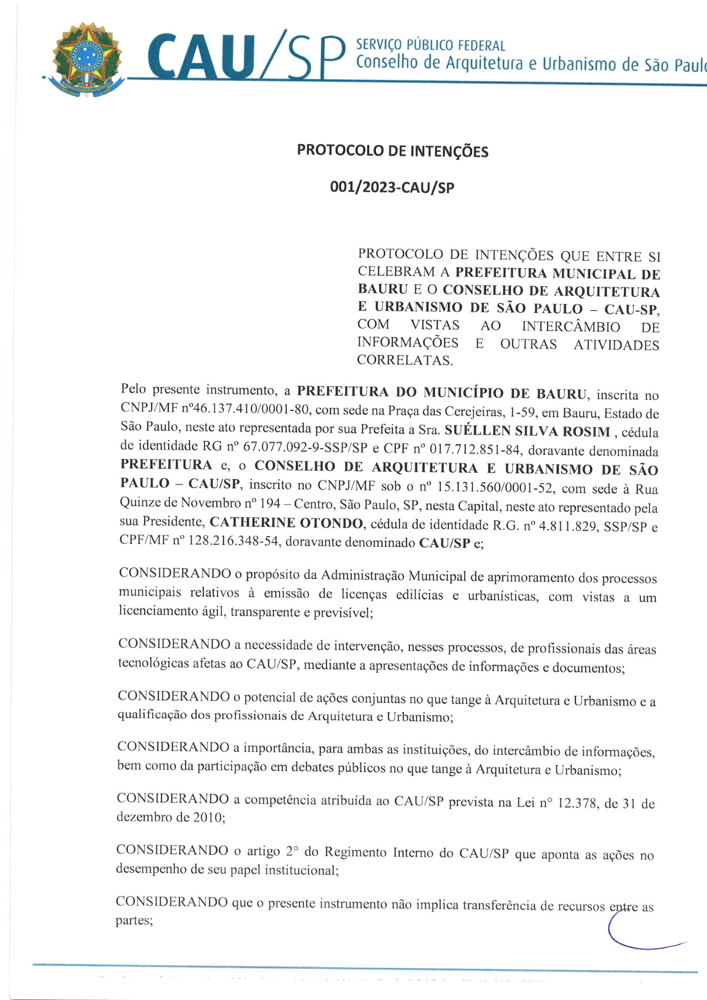 CAU/SP
SERVIÇO PÚBLICO FEDERAL
Conselho de Arquitetura e Urbanismo de São Paulo
PROTOCOLO DE INTENÇÕES
001/2023-CAU/SP
PROTOCOLO DE INTENÇÕES QUE ENTRE SI
CELEBRAM A PREFEITURA MUNICIPAL DE
BAURU E O CONSELHO DE ARQUITETURA
E URBANISMO DE SÃO PAULO – CAU-SP,
COM VISTAS AO INTERCÂMBIO DE
INFORMAÇÕES E OUTRAS ATIVIDADES
CORRELATAS.
Pelo presente instrumento, a PREFEITURA DO MUNICÍPIO DE BAURU, inscrita no
CNPJ/MF nº46.137.410/0001-80, com sede na Praça das Cerejeiras, 1-59, em Bauru, Estado de
São Paulo, neste ato representada por sua Prefeita a Sra. SUÉLLEN SILVA ROSIM , cédula
de identidade RG nº 67.077.092-9-SSP/SP e CPF nº 017.712.851-84, doravante denominada
PREFEITURA e, o CONSELHO DE ARQUITETURA E URBANISMO DE SÃO
PAULO – CAU/SP, inscrito no CNPJ/MF sob o nº 15.131.560/0001-52, com sede à Rua
Quinze de Novembro nº 194 – Centro, São Paulo, SP, nesta Capital, neste ato representado pela
sua Presidente, CATHERINE OTONDO, cédula de identidade R.G. nº 4.811.829, SSP/SP e
CPF/MF nº 128.216.348-54, doravante denominado CAU/SP e;
CONSIDERANDO o propósito da Administração Municipal de aprimoramento dos processos
municipais relativos à emissão de licenças edilícias e urbanísticas, com vistas a um
licenciamento ágil, transparente e previsível;
CONSIDERANDO a necessidade de intervenção, nesses processos, de profissionais das áreas
tecnológicas afetas ao CAU/SP, mediante a apresentações de informações e documentos;
CONSIDERANDO o potencial de ações conjuntas no que tange à Arquitetura e Urbanismo e a
qualificação dos profissionais de Arquitetura e Urbanismo;
CONSIDERANDO a importância, para ambas as instituições, do intercâmbio de informações,
bem como da participação em debates públicos no que tange à Arquitetura e Urbanismo;
CONSIDERANDO a competência atribuída ao CAU/SP prevista na Lei n° 12.378, de 31 de
dezembro de 2010;
CONSIDERANDO o artigo 2° do Regimento Interno do CAU/SP que aponta as ações no
desempenho de seu papel institucional;
CONSIDERANDO que o presente instrumento não implica transferência de recursos entre as
partes;